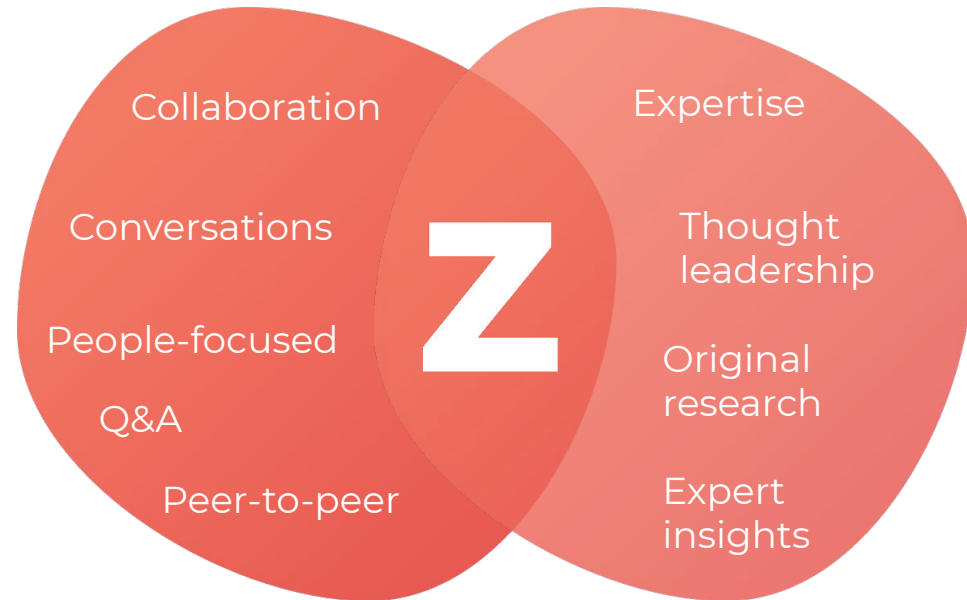 Collaboration
Conversations
People-focused
Q&A
Peer-to-peer
Z
Expertise
Thought
leadership
Original
research
Expert
insights